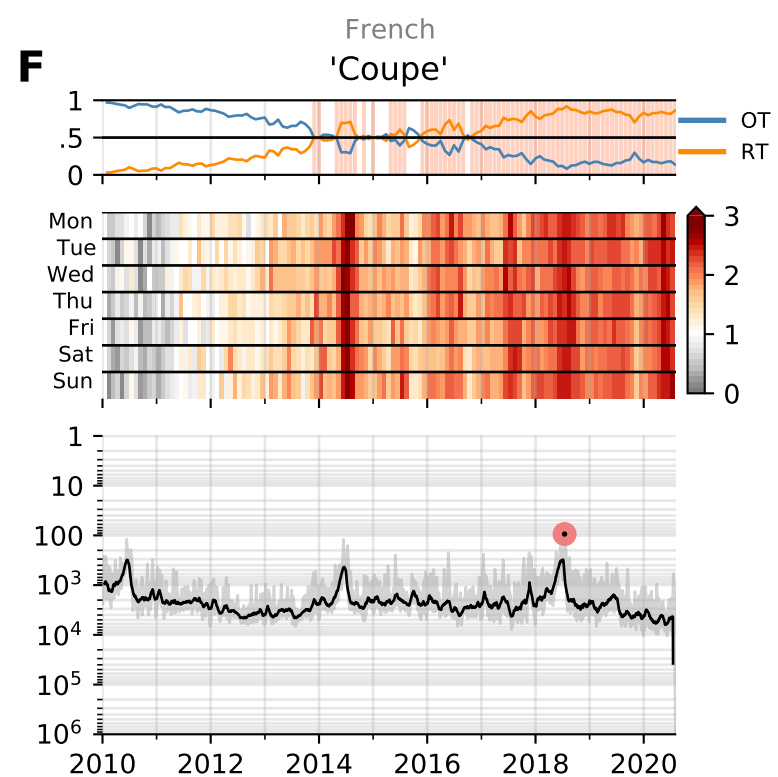 French
F
'Coupe'
1
.5
0
OT
RT
Mon
Tue
Wed
Thu
Fri
Sat
Sun
3
2
1
0
1
10
100
10³
10⁴
10⁵
10⁶
2010 2012 2014 2016 2018 2020